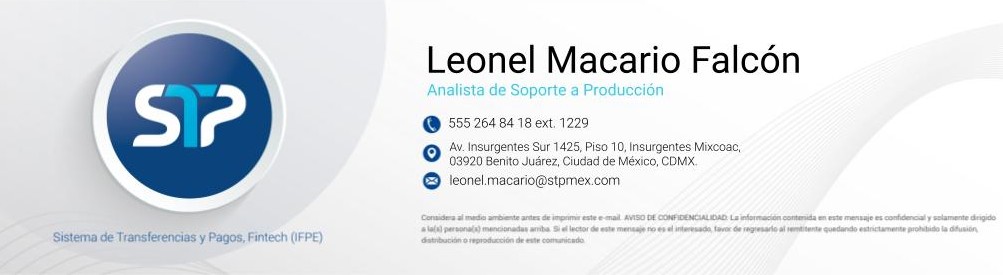 STP
Sistema de Transferencias y Pagos, Fintech (IFPE)
Leonel Macario Falcón
Analista de Soporte a Producción
555 264 84 18 ext. 1229
Av. Insurgentes Sur 1425, Piso 10, Insurgentes Mixcoac,
03920 Benito Juárez, Ciudad de México, CDMX.
leonel.macario@stpmex.com
Considera al medio ambiente antes de imprimir este e-mail. AVISO DE CONFIDENCIALIDAD: La información contenida en este mensaje es confidencial y solamente dirigido
a la(s) persona(s) mencionadas arriba. Si el lector de este mensaje no es el interesado, favor de regresarlo al remitente quedando estrictamente prohibido la difusión,
distribución o reproducción de este comunicado.